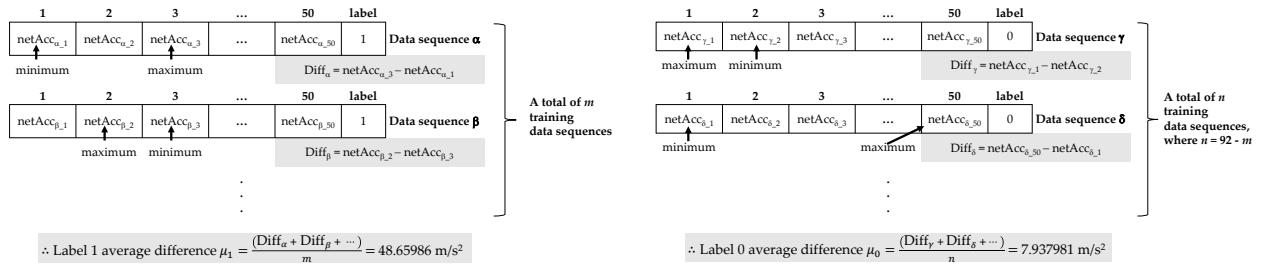 1 2 3 ... 50 label
netAcc_α_1 netAcc_α_2 netAcc_α_3 ... netAcc_α_50 1 Data sequence α
minimum maximum
Diff_α = netAcc_α_3 − netAcc_α_1
1 2 3 ... 50 label
netAcc_β_1 netAcc_β_2 netAcc_β_3 ... netAcc_β_50 1 Data sequence β
maximum minimum
Diff_β = netAcc_β_2 − netAcc_β_3
.
.
.
A total of m
training
data sequences
∴ Label 1 average difference μ₁ = (Diff_α + Diff_β + ···) / m = 48.65986 m/s²
1 2 3 ... 50 label
netAcc_γ_1 netAcc_γ_2 netAcc_γ_3 ... netAcc_γ_50 0 Data sequence γ
maximum minimum
Diff_γ = netAcc_γ_1 − netAcc_γ_2
1 2 3 ... 50 label
netAcc_δ_1 netAcc_δ_2 netAcc_δ_3 ... netAcc_δ_50 0 Data sequence δ
minimum maximum
Diff_δ = netAcc_δ_50 − netAcc_δ_1
.
.
.
A total of n
training
data sequences,
where n = 92 - m
∴ Label 0 average difference μ₀ = (Diff_γ + Diff_δ + ···) / n = 7.937981 m/s²